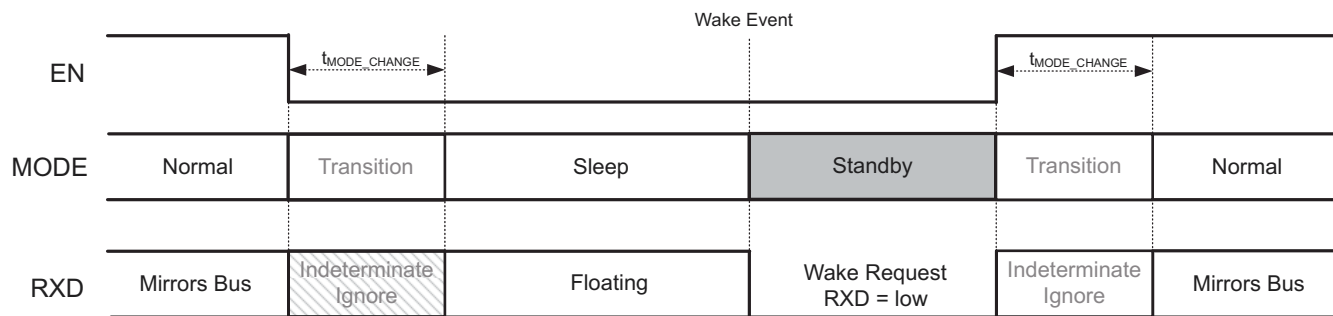 Wake Event
EN
tMODE_CHANGE
tMODE_CHANGE
MODE
Normal
Transition
Sleep
Standby
Transition
Normal
RXD
Mirrors Bus
Indeterminate
Ignore
Floating
Wake Request
RXD = low
Indeterminate
Ignore
Mirrors Bus